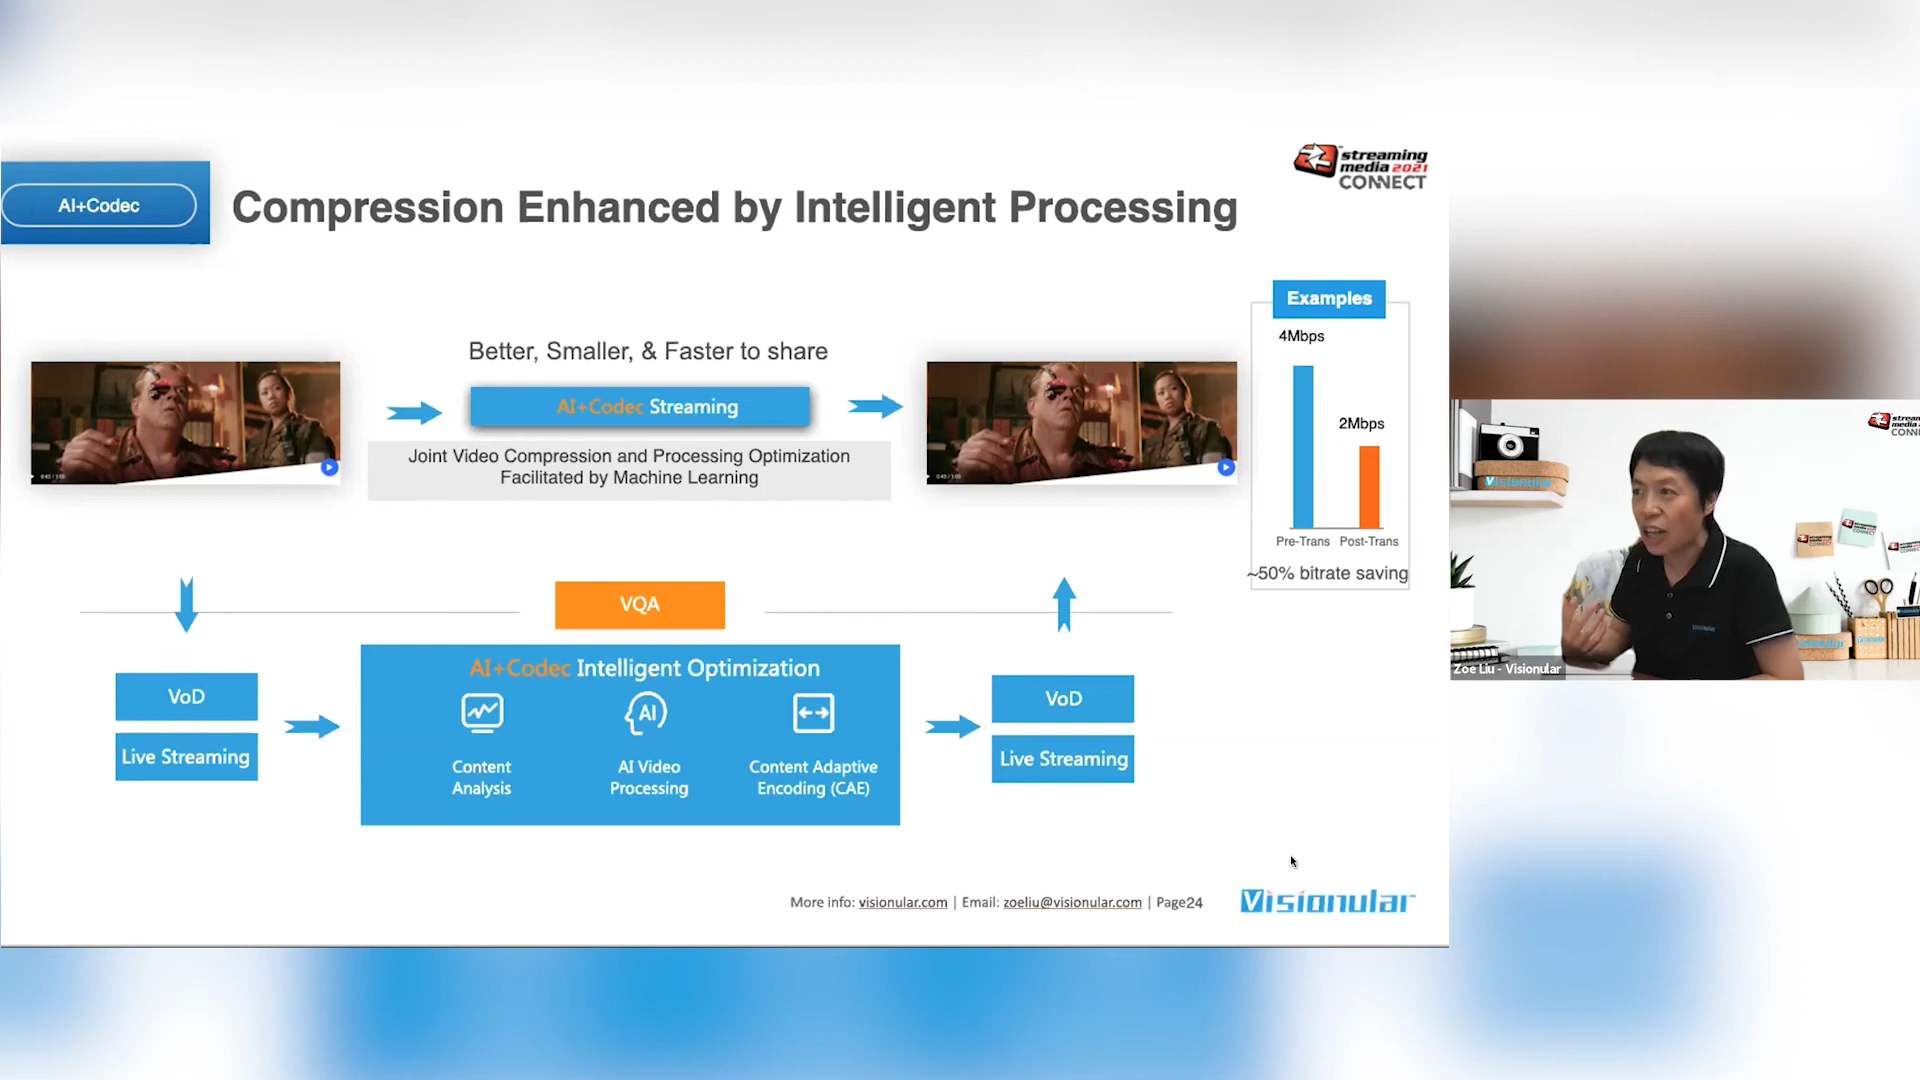 AI+Codec
Compression Enhanced by Intelligent Processing
streaming
media 2021
CONNECT
Examples
4Mbps
2Mbps
Pre-Trans Post-Trans
~50% bitrate saving
Better, Smaller, & Faster to share
AI+Codec Streaming
Joint Video Compression and Processing Optimization
Facilitated by Machine Learning
VQA
AI+Codec Intelligent Optimization
VoD
Live Streaming
Content
Analysis
AI
AI Video
Processing
Content Adaptive
Encoding (CAE)
VoD
Live Streaming
More info: visionular.com | Email: zoeliu@visionular.com | Page24
Visionular
Visionular
Zoe Liu - Visionular